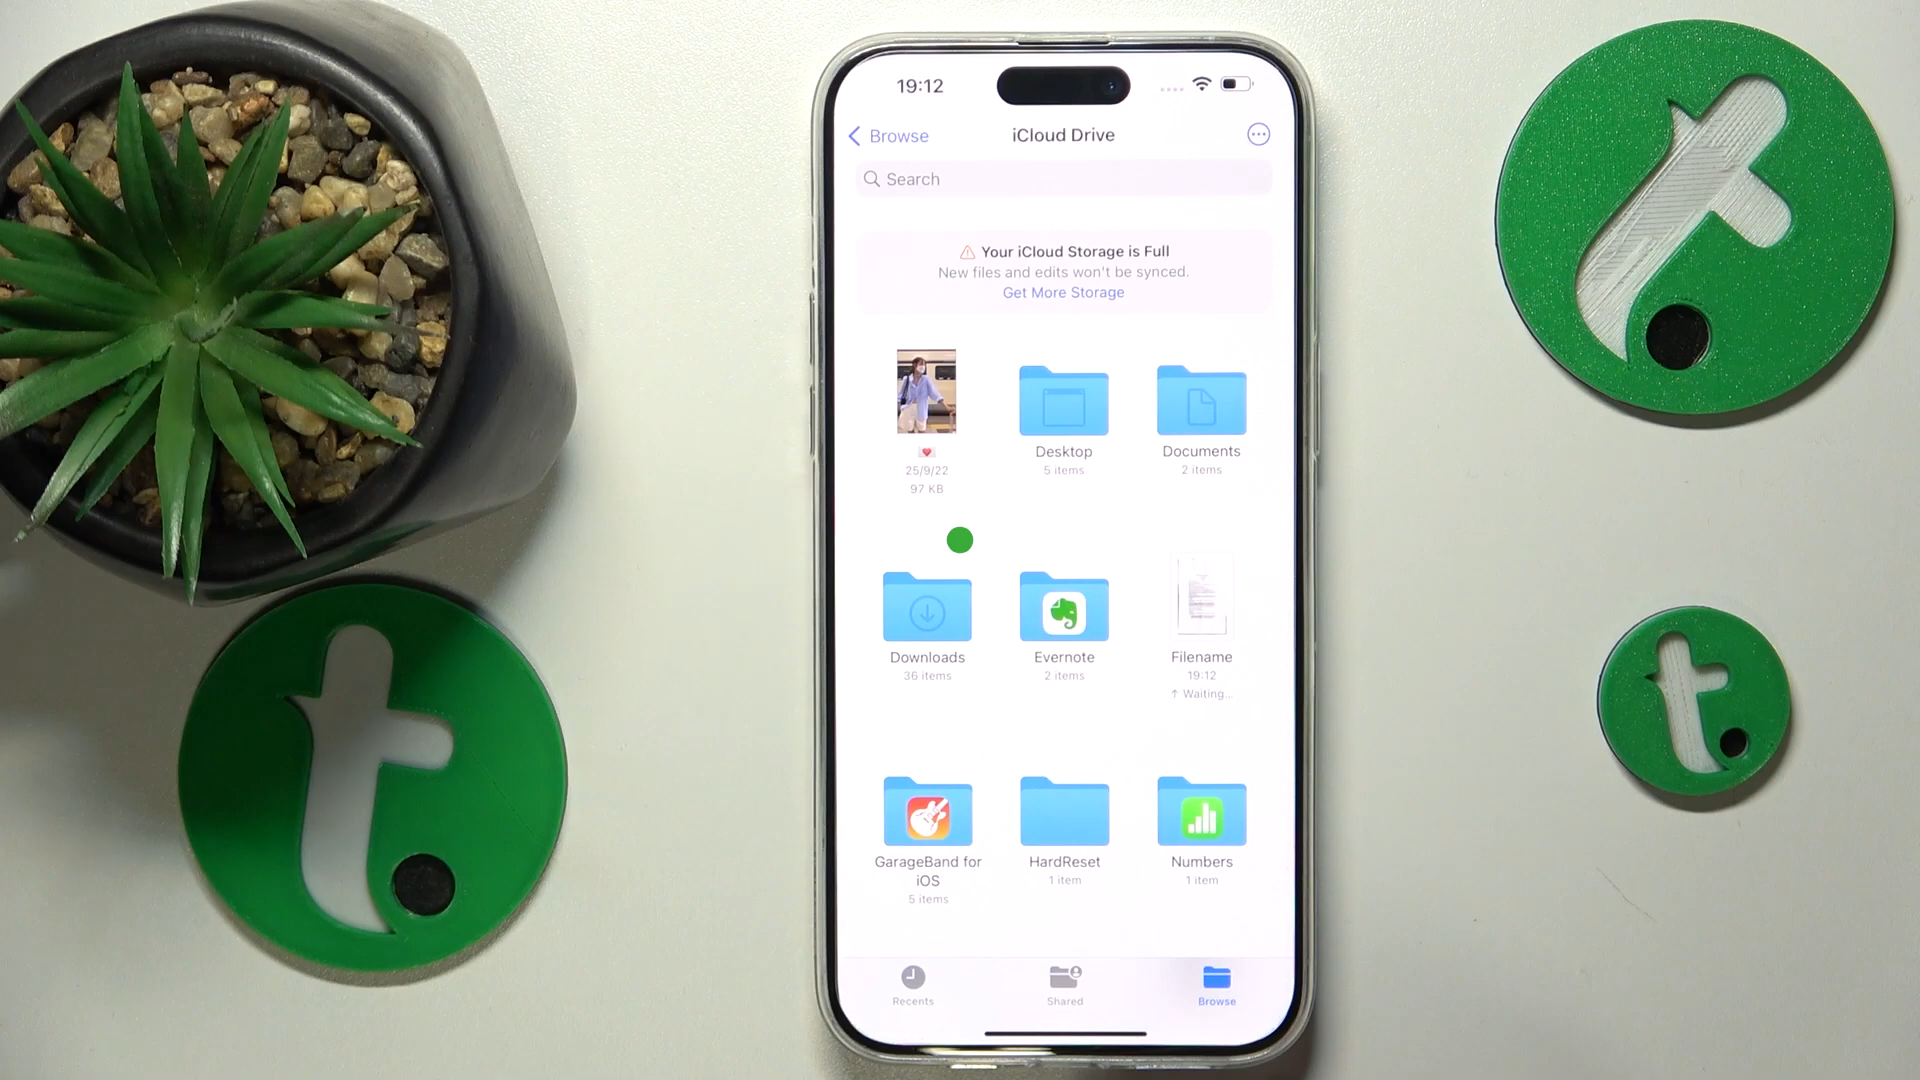 19:12
Browse
iCloud Drive
Search
Your iCloud Storage is Full
New files and edits won't be synced.
Get More Storage
25/9/22
97 KB
Desktop
5 items
Documents
2 items
Downloads
36 items
Evernote
2 items
Filename
19:12
↑ Waiting...
GarageBand for
iOS
5 items
HardReset
1 item
Numbers
1 item
Recents
Shared
Browse